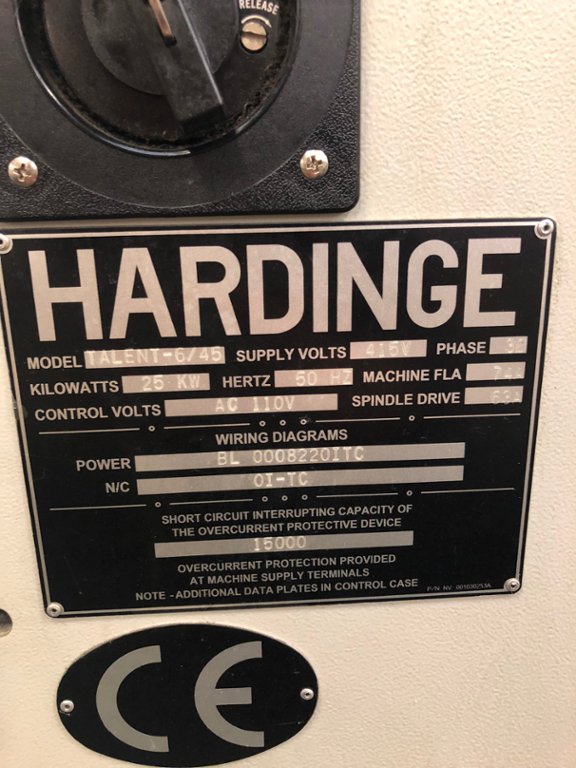 RELEASE
HARDINGE
MODEL TALENT-6/45 SUPPLY VOLTS 415V PHASE
KILOWATTS 25 KW HERTZ 50 HZ MACHINE FLA 74A
CONTROL VOLTS AC 110V SPINDLE DRIVE
WIRING DIAGRAMS
POWER BL 0008220ITC
N/C OI-TC
SHORT CIRCUIT INTERRUPTING CAPACITY OF
THE OVERCURRENT PROTECTIVE DEVICE
15000
OVERCURRENT PROTECTION PROVIDED
AT MACHINE SUPPLY TERMINALS
NOTE - ADDITIONAL DATA PLATES IN CONTROL CASE
CE